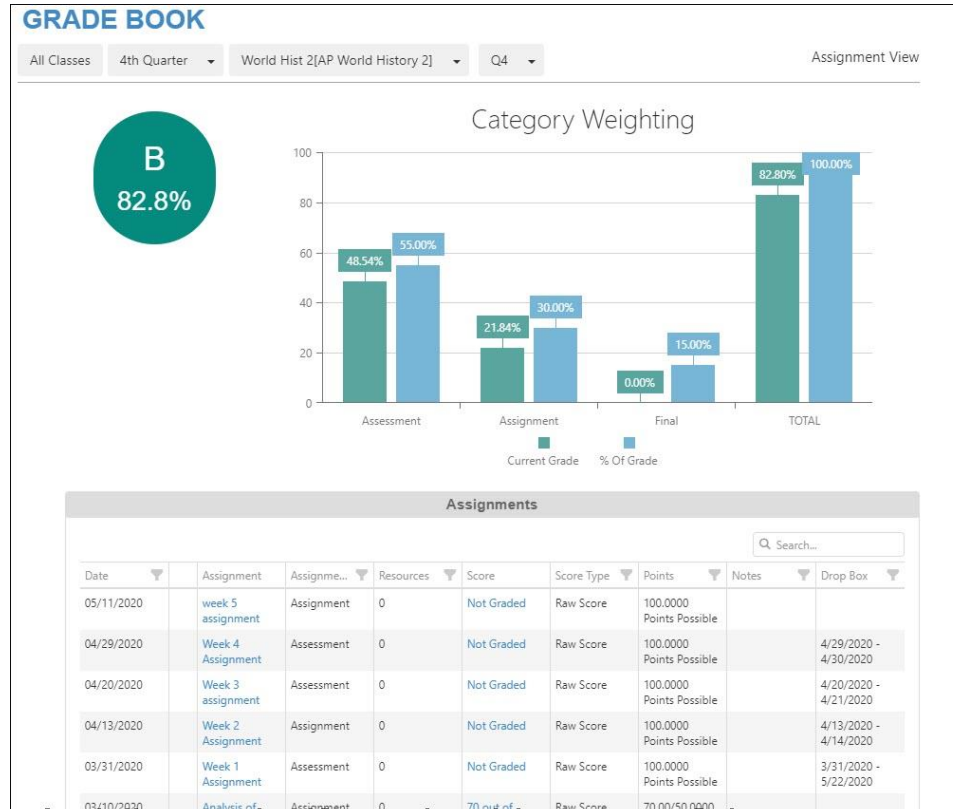 GRADE BOOK
All Classes 4th Quarter World Hist 2[AP World History 2] Q4 Assignment View
B
82.8%
Category Weighting
100
80
60
40
20
0
48.54% 55.00%
21.84% 30.00%
0.00% 15.00%
82.80% 100.00%
Assessment Assignment Final TOTAL
Current Grade % Of Grade
Assignments
Search...
Date Assignment Assignme... Resources Score Score Type Points Notes Drop Box
05/11/2020 week 5 Assignment 0 Not Graded Raw Score 100.0000
assignment Points Possible
04/29/2020 Week 4 Assessment 0 Not Graded Raw Score 100.0000 4/29/2020 -
Assignment Points Possible 4/30/2020
04/20/2020 Week 3 Assessment 0 Not Graded Raw Score 100.0000 4/20/2020 -
assignment Points Possible 4/21/2020
04/13/2020 Week 2 Assignment 0 Not Graded Raw Score 100.0000 4/13/2020 -
Assignment Points Possible 4/14/2020
03/31/2020 Week 1 Assessment 0 Not Graded Raw Score 100.0000 3/31/2020 -
Assignment Points Possible 5/22/2020
Analysis of Assignment 0 70 out of Raw Score